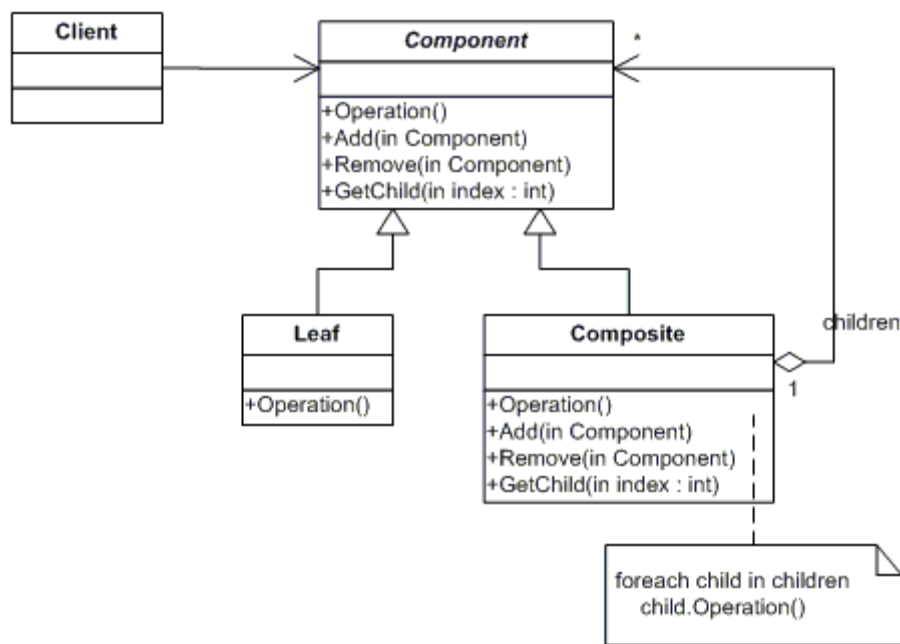 Client
Component
*
+Operation()
+Add(in Component)
+Remove(in Component)
+GetChild(in index : int)
Leaf
+Operation()
Composite
children
1
+Operation()
+Add(in Component)
+Remove(in Component)
+GetChild(in index : int)
foreach child in children
child.Operation()